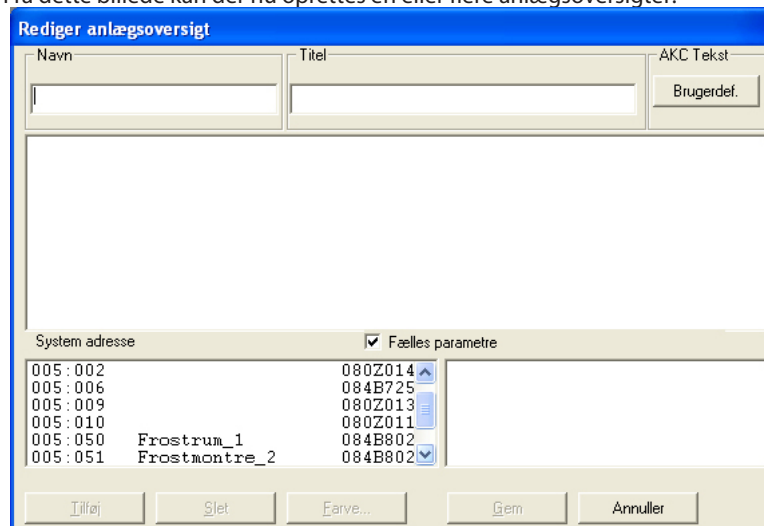 Fra dette billede kan der nu oprettes en eller flere anlægsoversigter.
Rediger anlægsoversigt
Navn Titel AKC Tekst
Brugerdef.
System adresse Fælles parametre
005:002 080Z014
005:006 084B725
005:009 080Z013
005:010 080Z011
005:050 Frostrum_1 084B802
005:051 Frostmontre_2 084B802
Tilføj Slet Farve... Gem Annuller